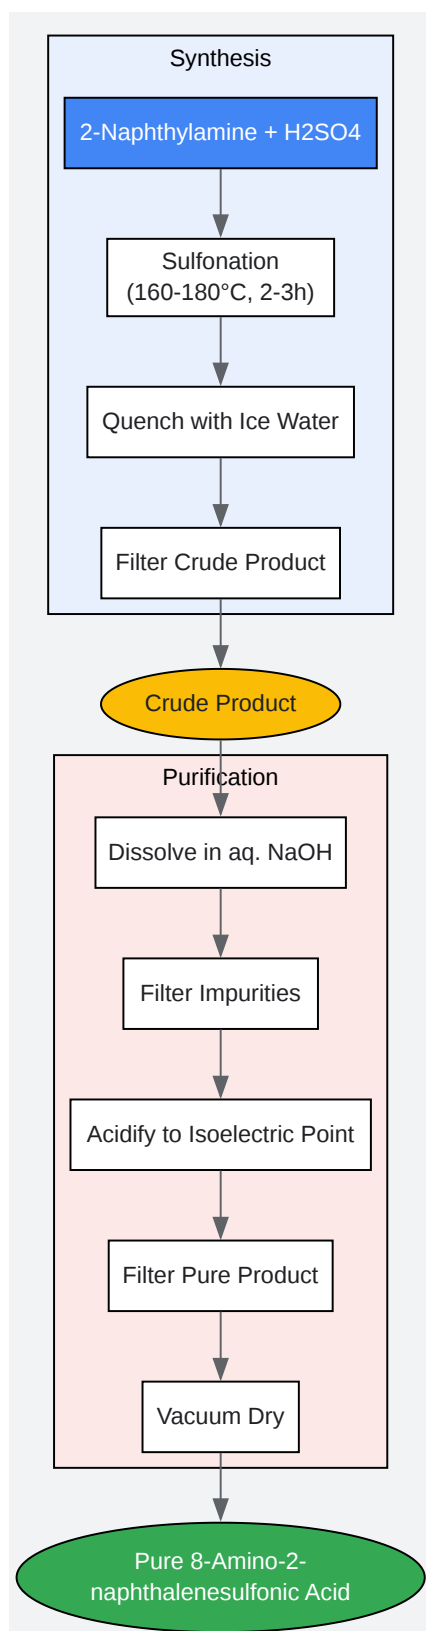 Synthesis
2-Naphthylamine + H2SO4
Sulfonation
(160-180°C, 2-3h)
Quench with Ice Water
Filter Crude Product
Crude Product
Purification
Dissolve in aq. NaOH
Filter Impurities
Acidify to Isoelectric Point
Filter Pure Product
Vacuum Dry
Pure 8-Amino-2-
naphthalenesulfonic Acid